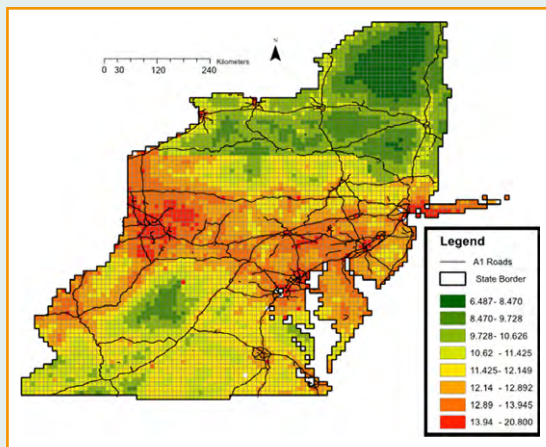 N
Kilometers
0 30 60 120 180 240
Legend
A1 Roads
State Border
6.487- 8.470
8.470 - 9.728
9.728 - 10.626
10.62 - 11.425
11.425- 12.149
12.14 - 12.892
12.89 - 13.945
13.94 - 20.800